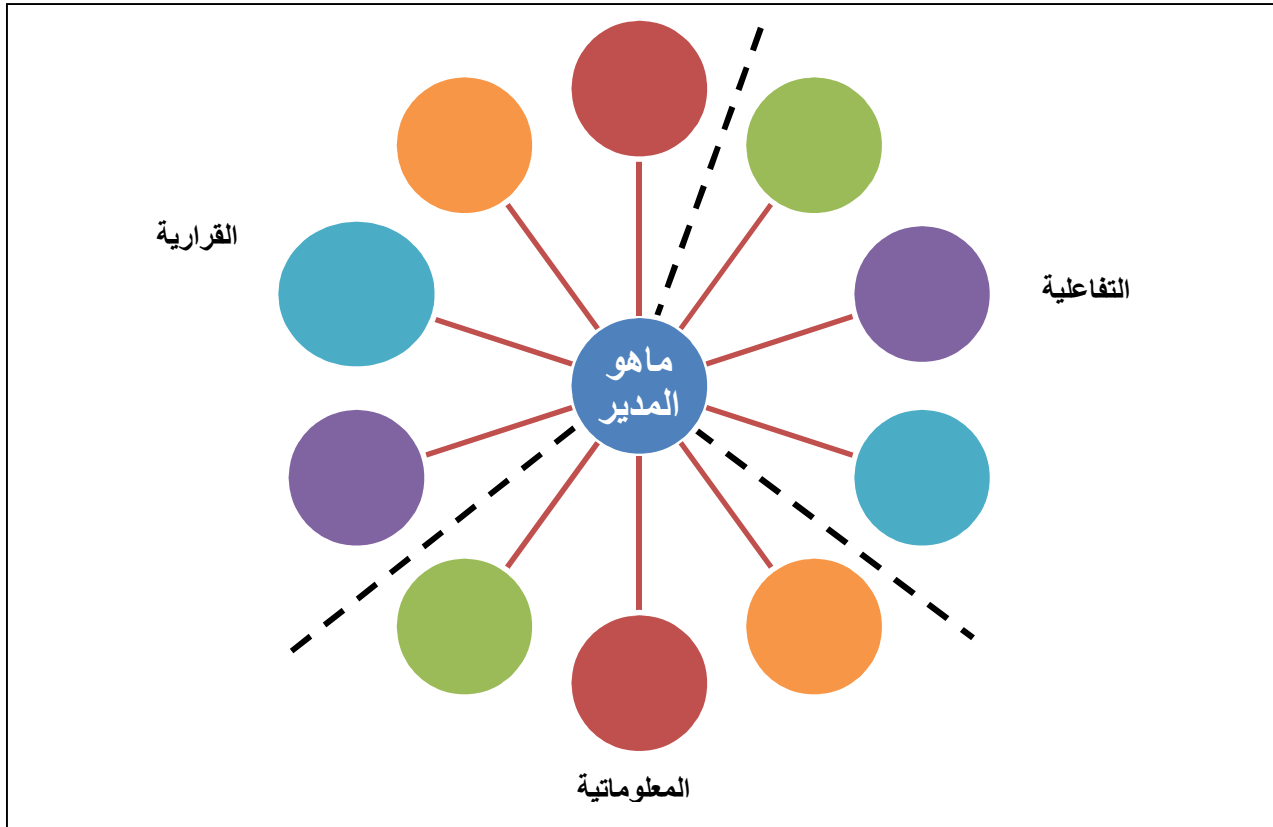 القرارية
التفاعلية
ماهو
المدير
المعلوماتية